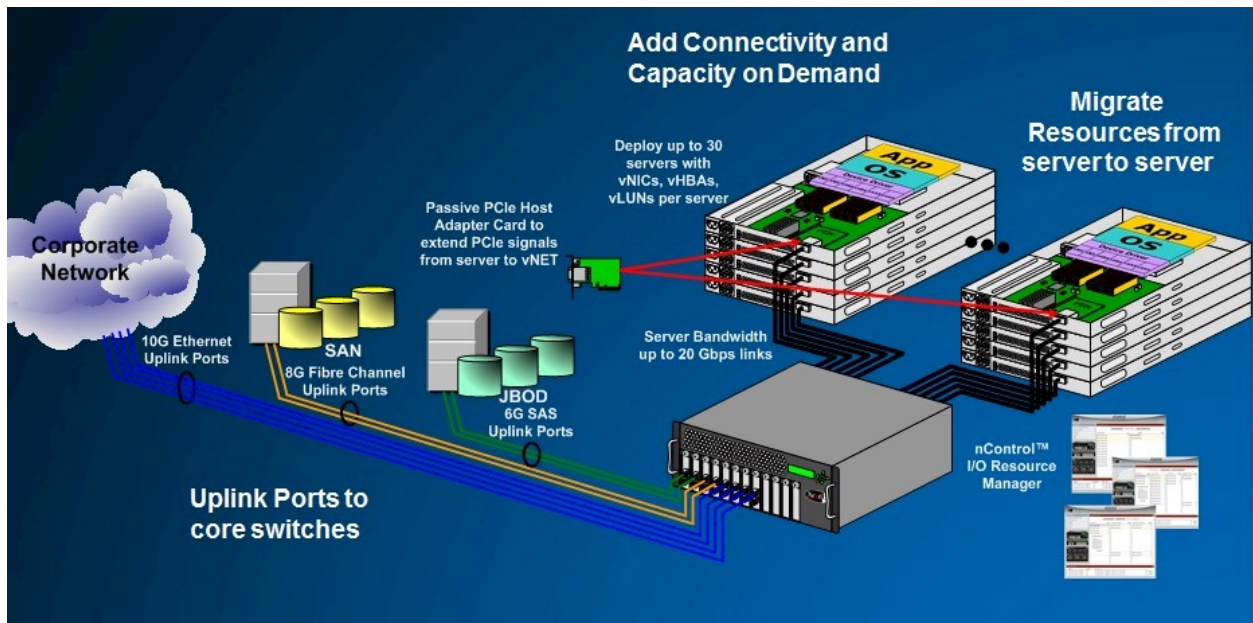 Add Connectivity and
Capacity on Demand
Migrate
Resources from
server to server
Deploy up to 30
servers with
vNICs, vHBAs,
vLUNs per server
App
OS
App
OS
Passive PCIe Host
Adapter Card to
extend PCIe signals
from server to vNET
Corporate
Network
10G Ethernet
Uplink Ports
SAN
8G Fibre Channel
Uplink Ports
JBOD
6G SAS
Uplink Ports
Server Bandwidth
up to 20 Gbps links
nControl™
I/O Resource
Manager
Uplink Ports to
core switches